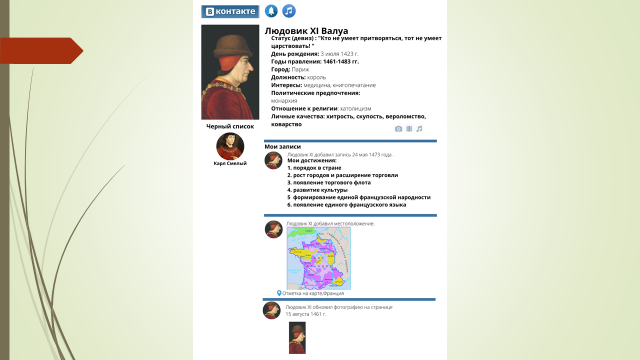 В контакте
Людовик XI Валуа
Статус (девиз) : "Кто не умеет притворяться, тот не умеет
царствовать! "
День рождения: 3 июля 1423 г.
Годы правления: 1461-1483 гг.
Город: Париж
Должность: король
Интересы: медицина, книгопечатание
Политические предпочтения:
монархия
Отношение к религии: католицизм
Личные качества: хитрость, скупость, вероломство,
коварство
Черный список
Карл Смелый
Мои записи
Людовик XI добавил запись 24 мая 1473 года.
Мои достижения:
1. порядок в стране
2. рост городов и расширение торговли
3. появление торгового флота
4. развитие культуры
5 формирование единой французской народности
6. появление единого французского языка
Людовик XI добавил местоположение.
Отметка на карте:Франция
Людовик XI обновил фотографию на странице
15 августа 1461 г.